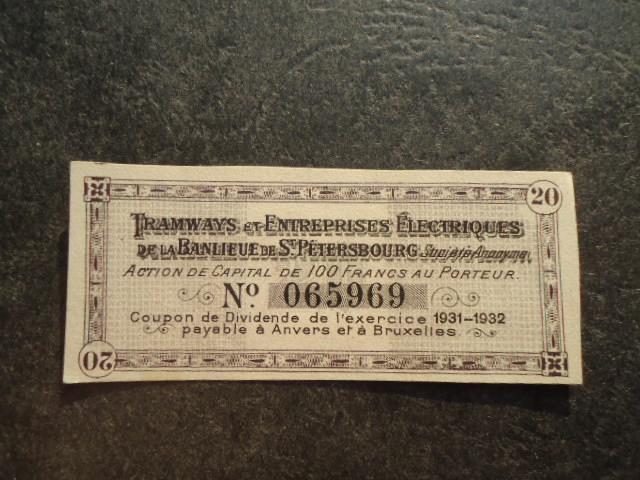 20
TRAMWAYS ET ENTREPRISES ÉLECTRIQUES
DE LA BANLIEUE DE ST PÉTERSBOURG Société Anonyme.
ACTION DE CAPITAL DE 100 FRANCS AU PORTEUR.
No. 065969
Coupon de Dividende de l'exercice 1931-1932
payable à Anvers et à Bruxelles.
20 20